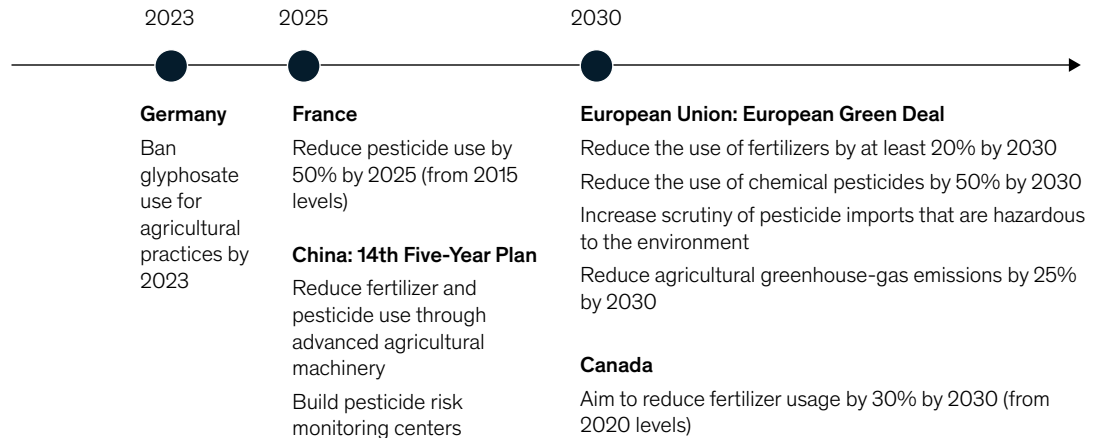 2023
2025
2030
Germany
Ban
glyphosate
use for
agricultural
practices by
2023
France
Reduce pesticide use by
50% by 2025 (from 2015
levels)
China: 14th Five-Year Plan
Reduce fertilizer and
pesticide use through
advanced agricultural
machinery
Build pesticide risk
monitoring centers
European Union: European Green Deal
Reduce the use of fertilizers by at least 20% by 2030
Reduce the use of chemical pesticides by 50% by 2030
Increase scrutiny of pesticide imports that are hazardous
to the environment
Reduce agricultural greenhouse-gas emissions by 25%
by 2030
Canada
Aim to reduce fertilizer usage by 30% by 2030 (from
2020 levels)